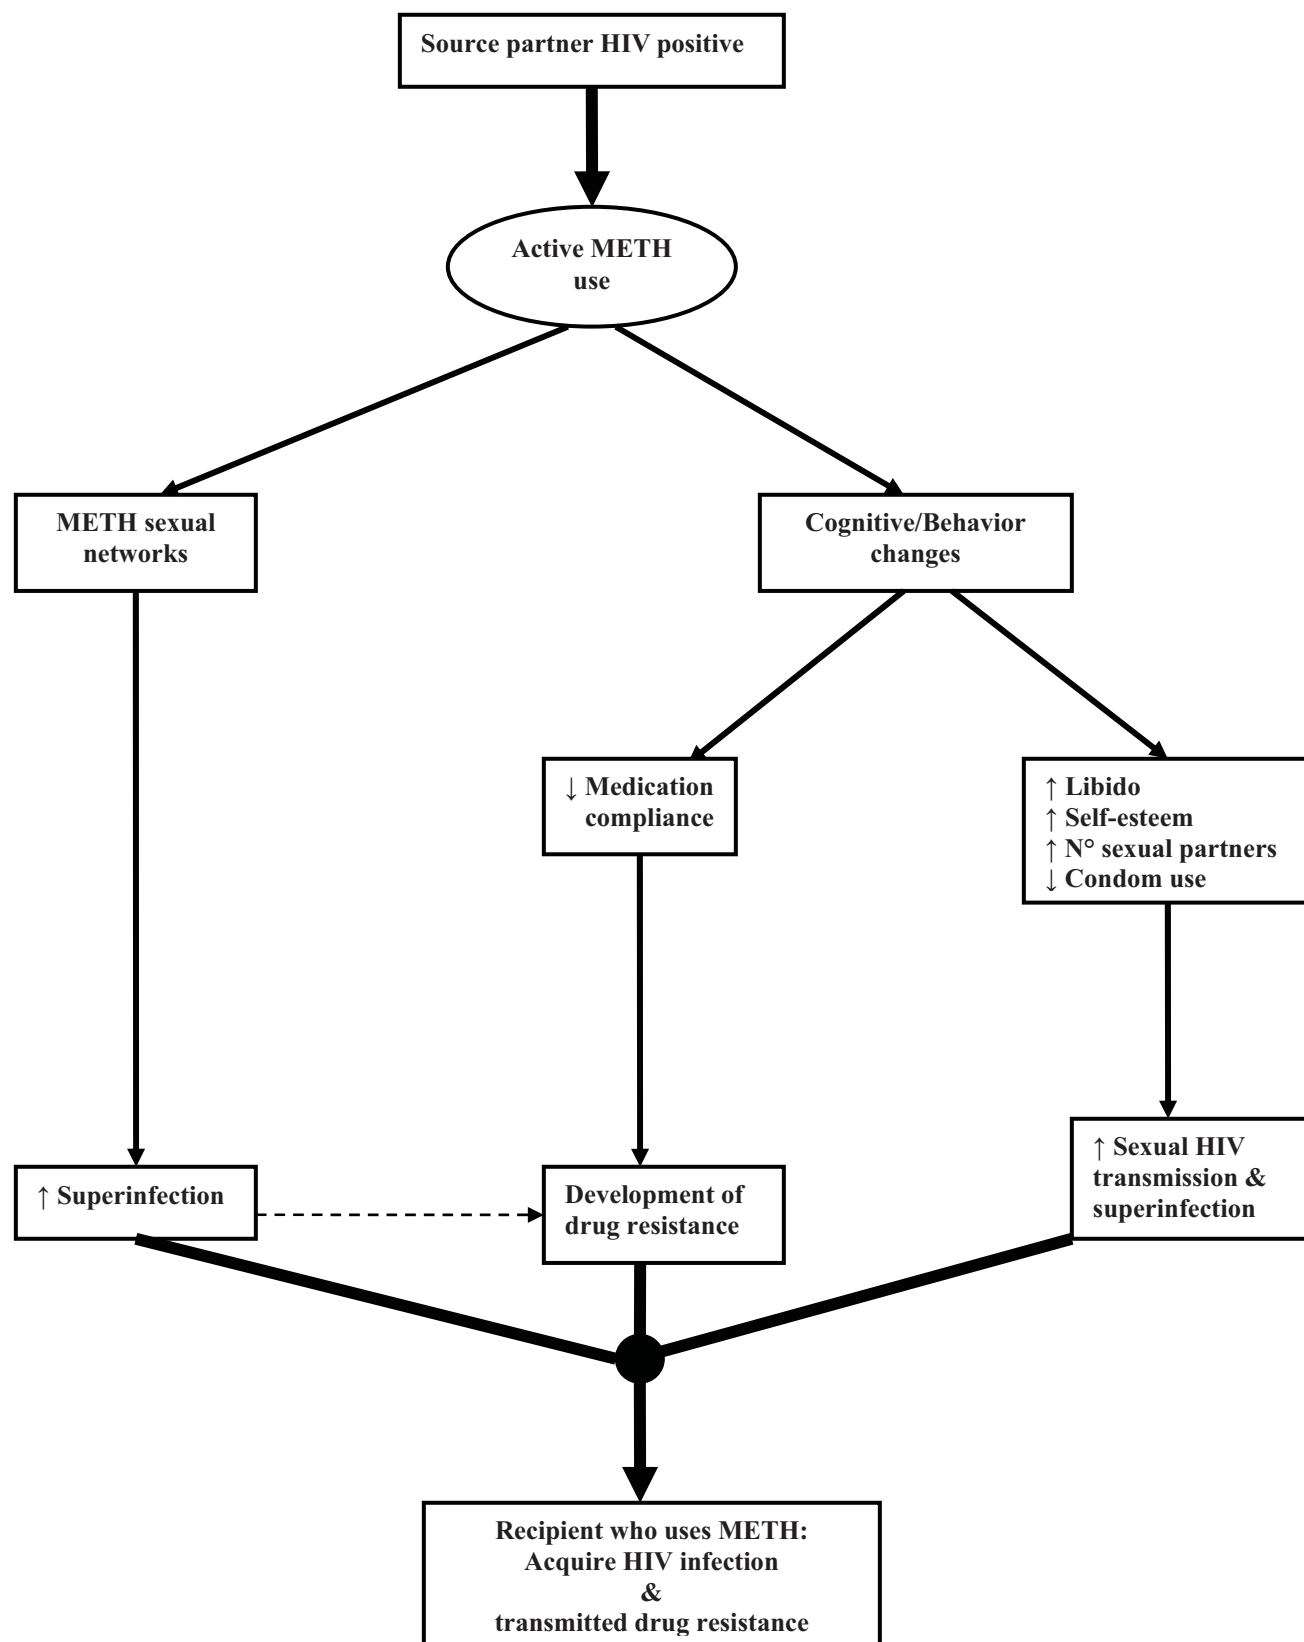 Source partner HIV positive
Active METH
use
METH sexual
networks
Cognitive/Behavior
changes
↓ Medication
compliance
↑ Libido
↑ Self-esteem
↑ N° sexual partners
↓ Condom use
↑ Superinfection
Development of
drug resistance
↑ Sexual HIV
transmission &
superinfection
Recipient who uses METH:
Acquire HIV infection
&
transmitted drug resistance